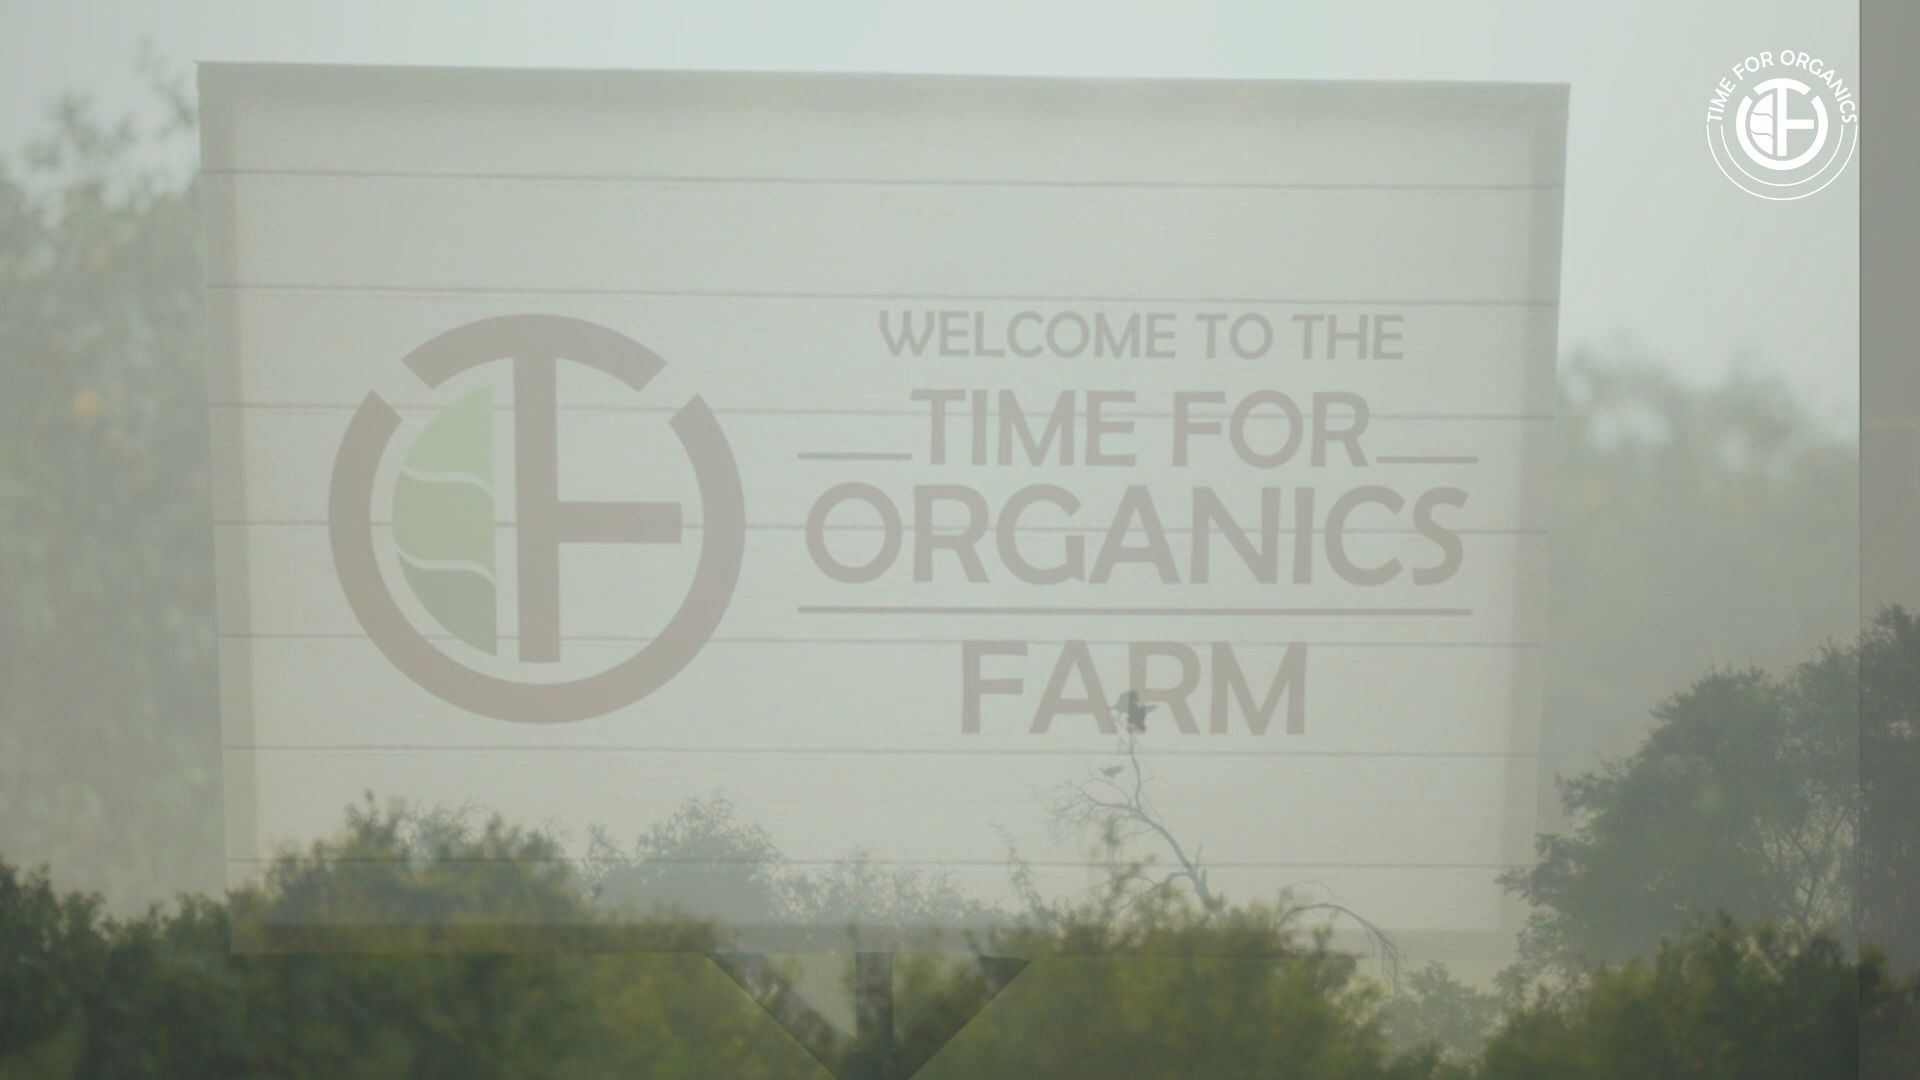 WELCOME TO THE
TIME FOR
ORGANICS
FARM
TIME FOR ORGANICS